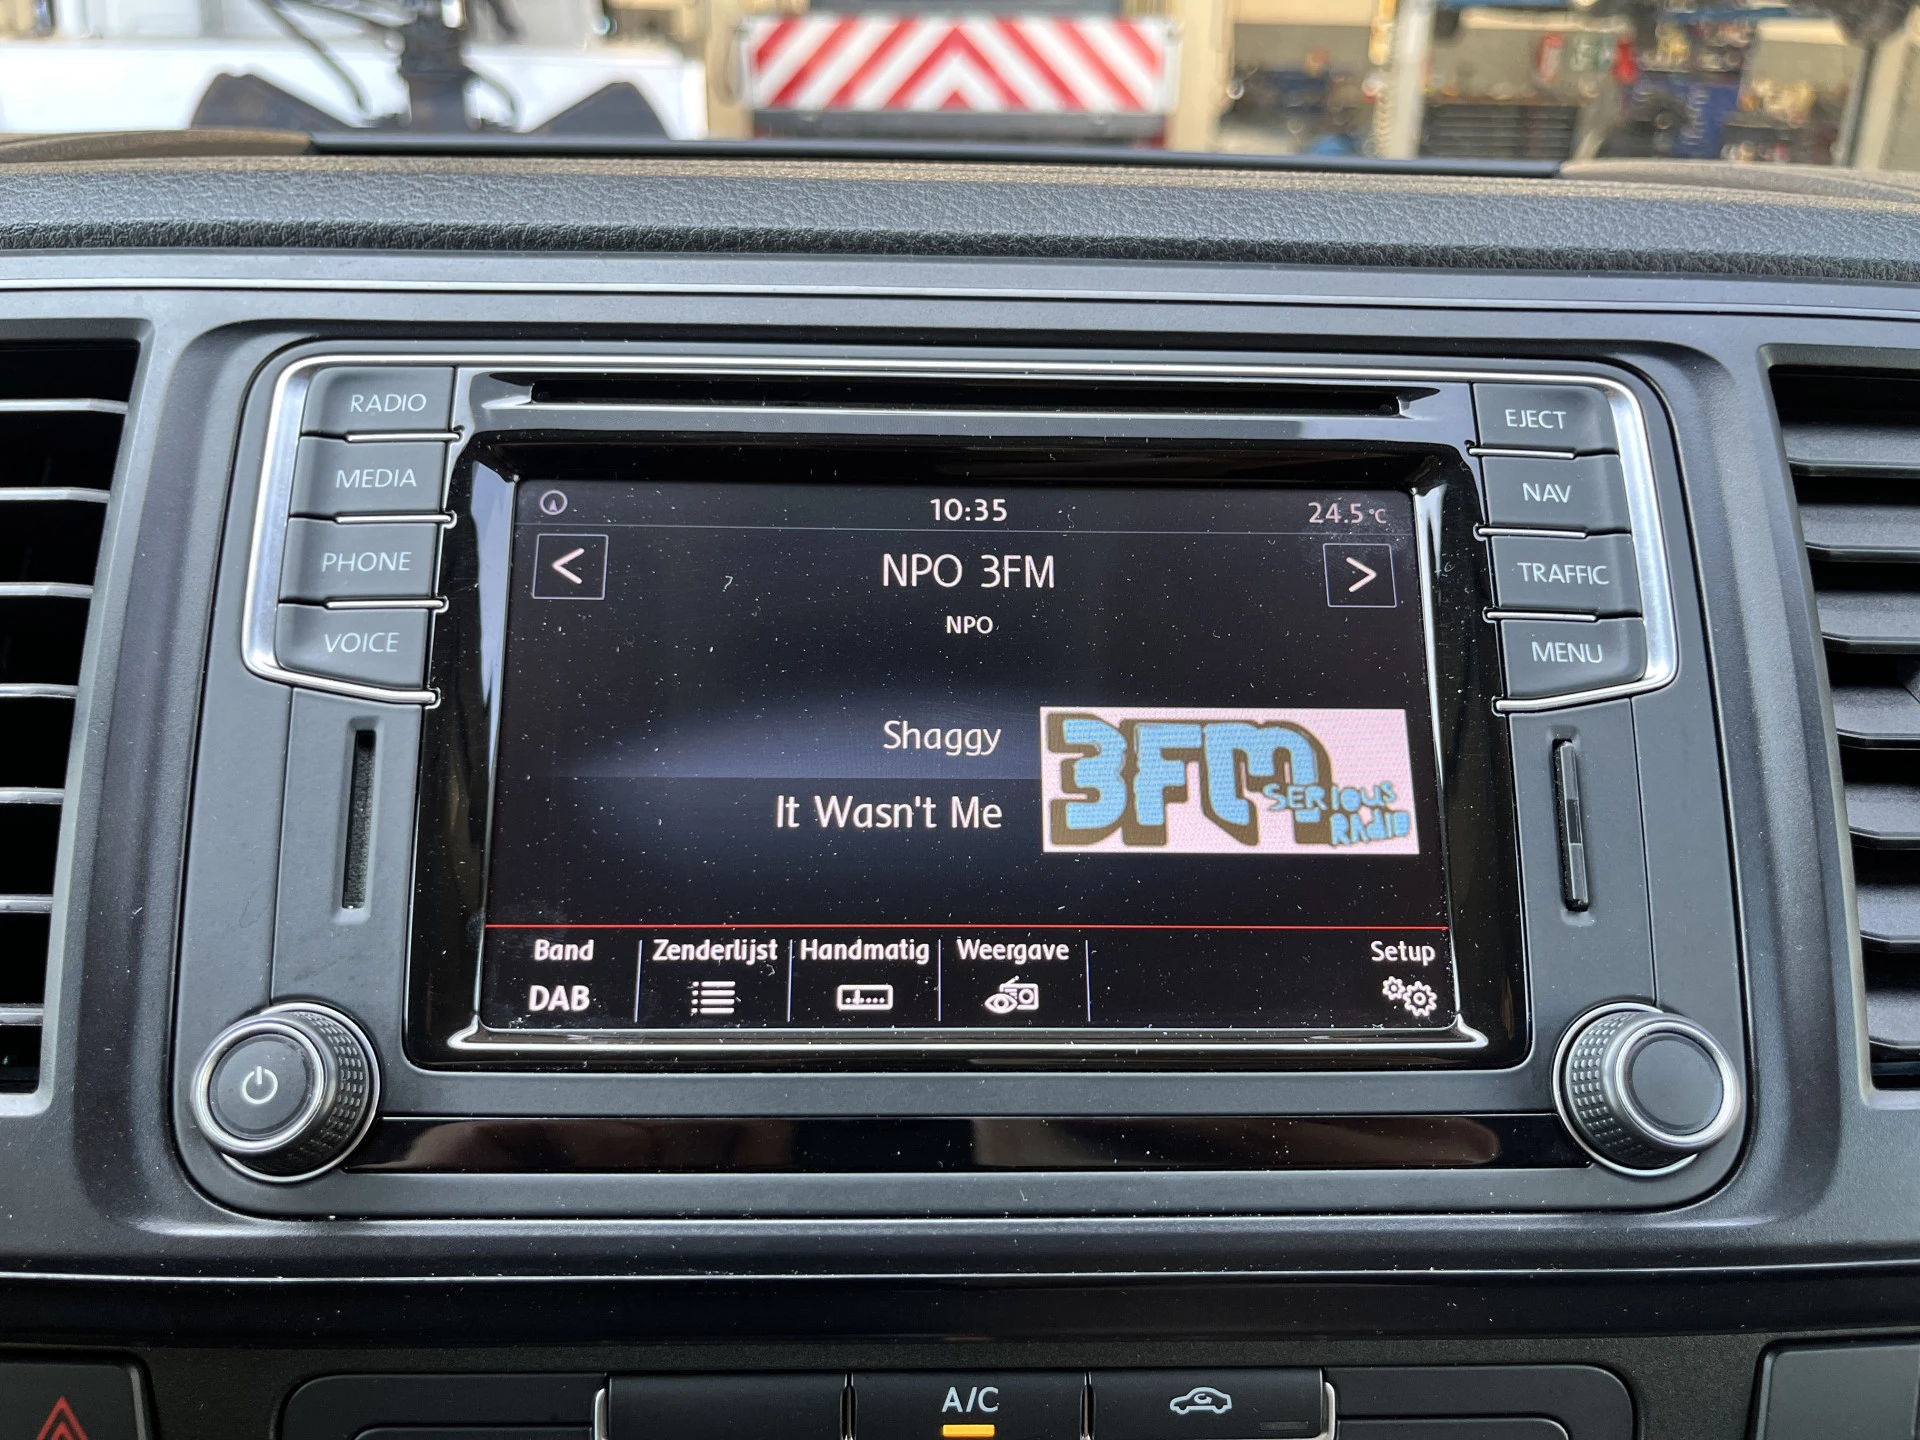 RADIO
MEDIA
PHONE
VOICE
EJECT
NAV
TRAFFIC
MENU
10:35
24.5°C
<
NPO 3FM
>
NPO
Shaggy
It Wasn't Me
3FM
SERIOUS
RADIO
Band
Zenderlijst
Handmatig
Weergave
Setup
DAB
A/C